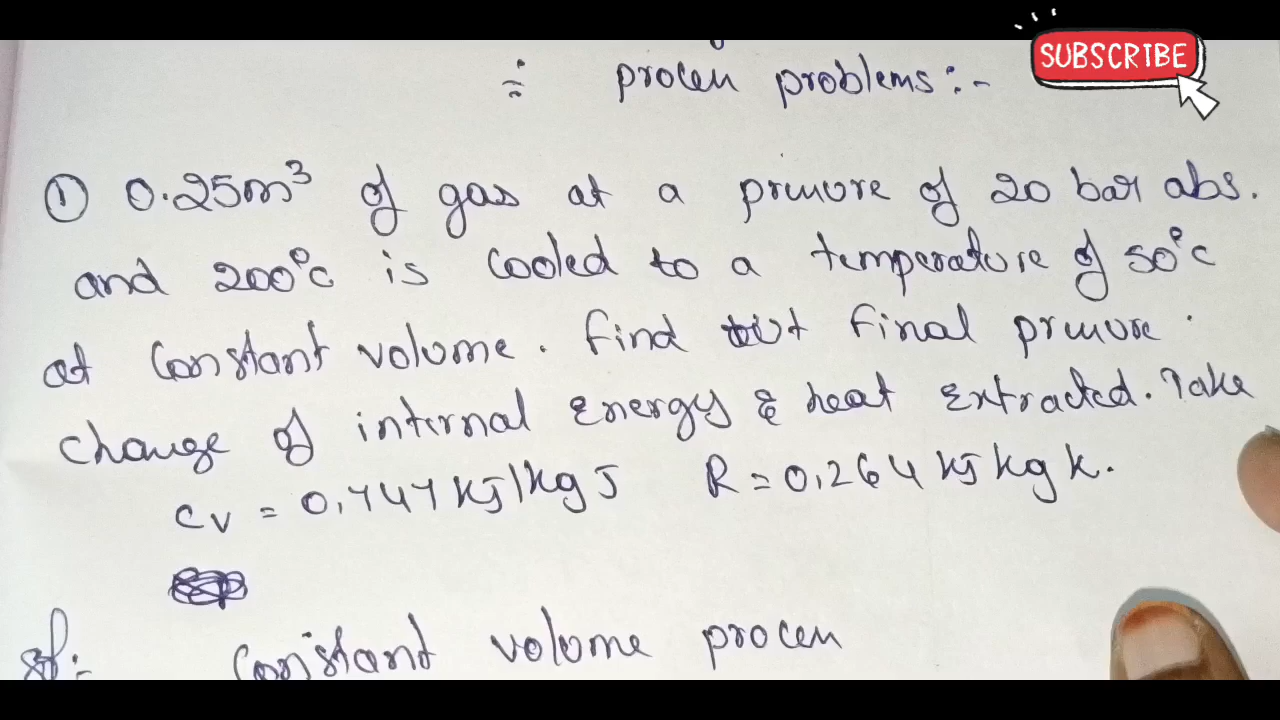 SUBSCRIBE
÷ process problems:-
① 0.25m³ of gas at a pressure of 20 bar abs.
and 200°c is cooled to a temperature of 50°c
at constant volume. find out final pressure.
change of internal energy & heat extracted. Take
cv = 0.747 kJ/kg J R = 0.264 kJ kg k.
sol:- constant volume process